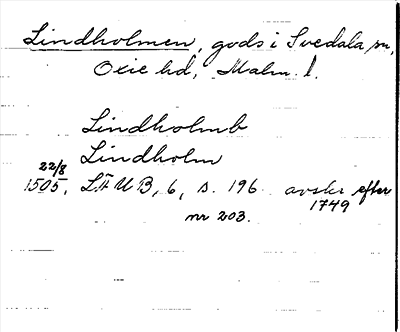 Lindholmen, gods i Svedala sn,
Oxie hd, Malm. l.
Lindholmb
Lindholm
22/8
1505. LÄUB, 6, s. 196. avskr efter
1749
nr 203.